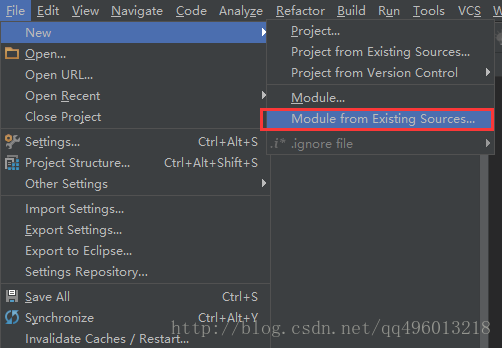 File Edit View Navigate Code Analyze Refactor Build Run Tools VCS W
New
Open...
Open URL...
Open Recent
Close Project
Settings... Ctrl+Alt+S
Project Structure... Ctrl+Alt+Shift+S
Other Settings
Import Settings...
Export Settings...
Export to Eclipse...
Settings Repository...
Save All Ctrl+S
Synchronize Ctrl+Alt+Y
Invalidate Caches / Restart...
Project...
Project from Existing Sources...
Project from Version Control
Module...
Module from Existing Sources...
.i* .ignore file
http://blog.csdn.net/qq496013218